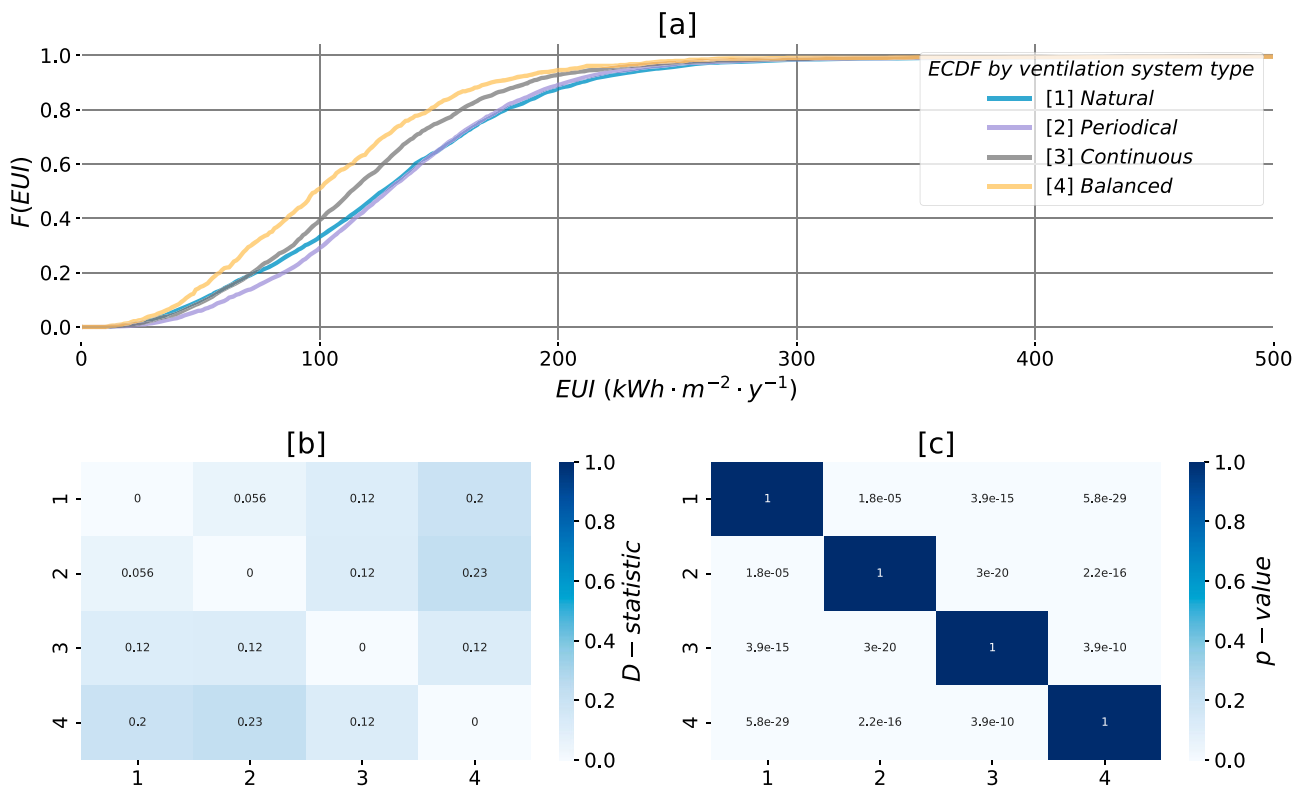 [a]
F(EUI)
1.0
0.8
0.6
0.4
0.2
0.0
ECDF by ventilation system type
[1] Natural
[2] Periodical
[3] Continuous
[4] Balanced
0 100 200 300 400 500
EUI (kWh · m⁻² · y⁻¹)
[b]
1 0 0.056 0.12 0.2
2 0.056 0 0.12 0.23
3 0.12 0.12 0 0.12
4 0.2 0.23 0.12 0
1 2 3 4
1.0
0.8
0.6
0.4
0.2
0.0
D − statistic
[c]
1 1 1.8e-05 3.9e-15 5.8e-29
2 1.8e-05 1 3e-20 2.2e-16
3 3.9e-15 3e-20 1 3.9e-10
4 5.8e-29 2.2e-16 3.9e-10 1
1 2 3 4
1.0
0.8
0.6
0.4
0.2
0.0
p − value